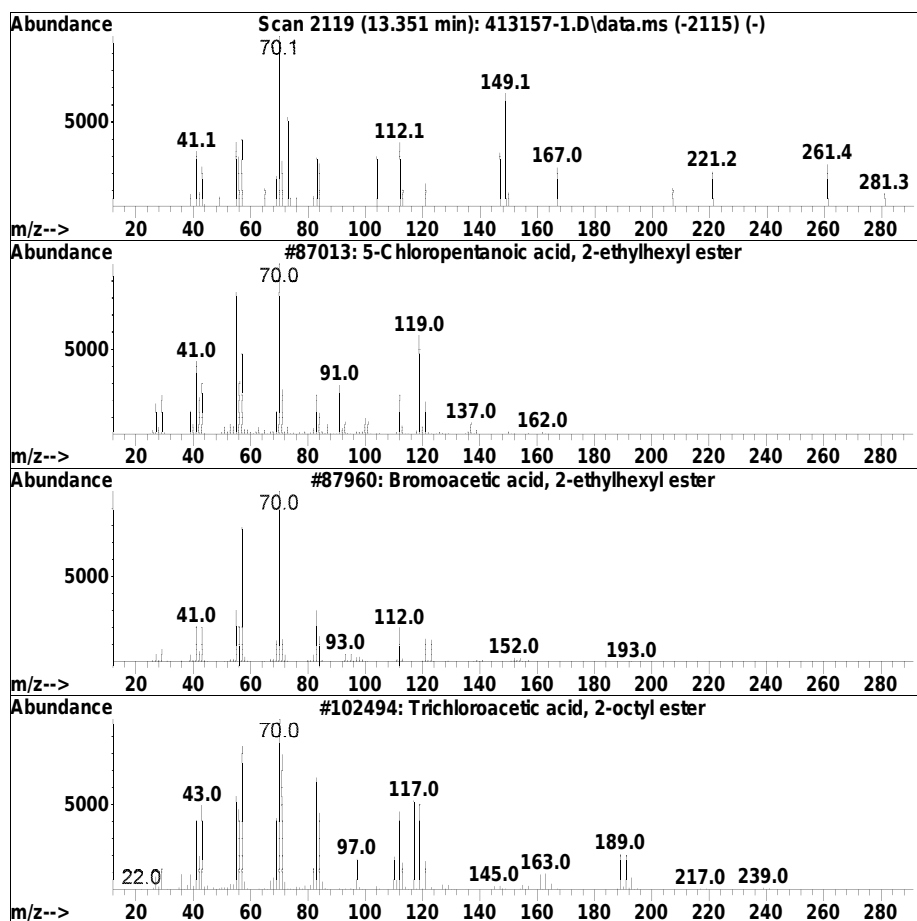 Abundance Scan 2119 (13.351 min): 413157-1.D\data.ms (-2115) (-)
70.1
149.1
5000 41.1 112.1
167.0 221.2 261.4
281.3
m/z--> 20 40 60 80 100 120 140 160 180 200 220 240 260 280
Abundance #87013: 5-Chloropentanoic acid, 2-ethylhexyl ester
70.0
5000 41.0 119.0
91.0
137.0 162.0
m/z--> 20 40 60 80 100 120 140 160 180 200 220 240 260 280
Abundance #87960: Bromoacetic acid, 2-ethylhexyl ester
70.0
5000
41.0 112.0
93.0 152.0 193.0
m/z--> 20 40 60 80 100 120 140 160 180 200 220 240 260 280
Abundance #102494: Trichloroacetic acid, 2-octyl ester
70.0
5000 43.0 117.0
97.0 189.0
22.0 145.0 163.0 217.0 239.0
m/z--> 20 40 60 80 100 120 140 160 180 200 220 240 260 280